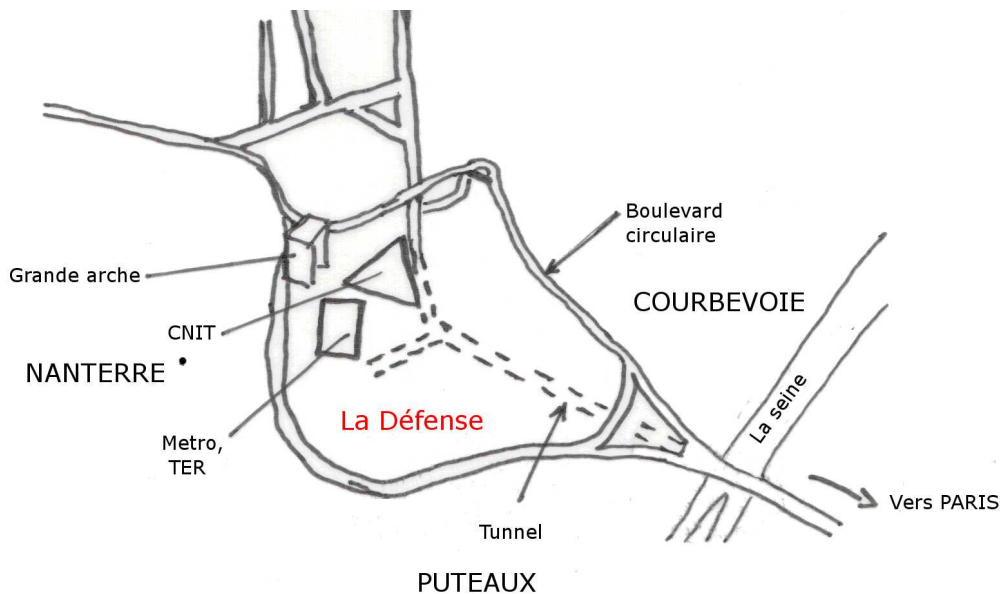 Boulevard
circulaire
Grande arche
COURBEVOIE
CNIT
NANTERRE
La seine
La Défense
Metro,
TER
Vers PARIS
Tunnel
PUTEAUX